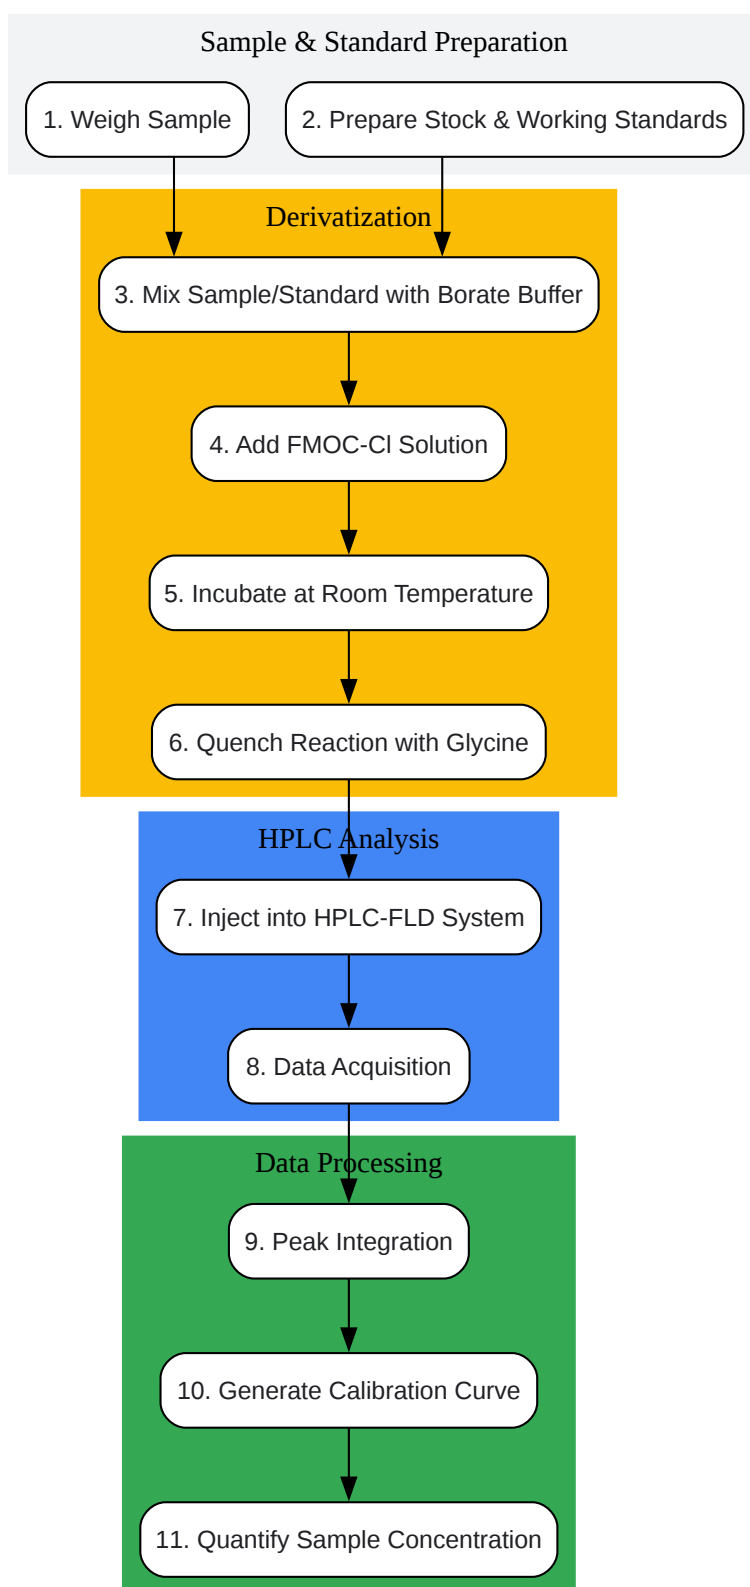 Sample & Standard Preparation
1. Weigh Sample
2. Prepare Stock & Working Standards
Derivatization
3. Mix Sample/Standard with Borate Buffer
4. Add FMOC-Cl Solution
5. Incubate at Room Temperature
6. Quench Reaction with Glycine
HPLC Analysis
7. Inject into HPLC-FLD System
8. Data Acquisition
Data Processing
9. Peak Integration
10. Generate Calibration Curve
11. Quantify Sample Concentration